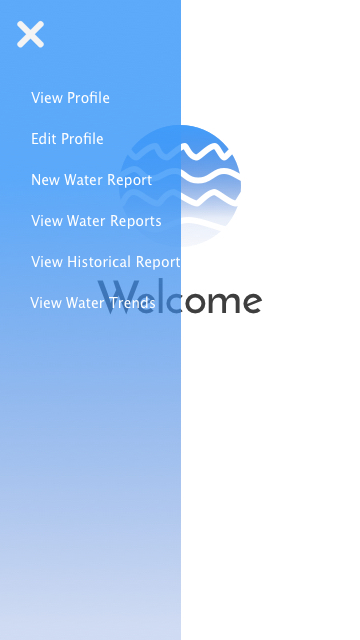 View Profile
Edit Profile
New Water Report
View Water Reports
View Historical Report
View Water Trends
Welcome